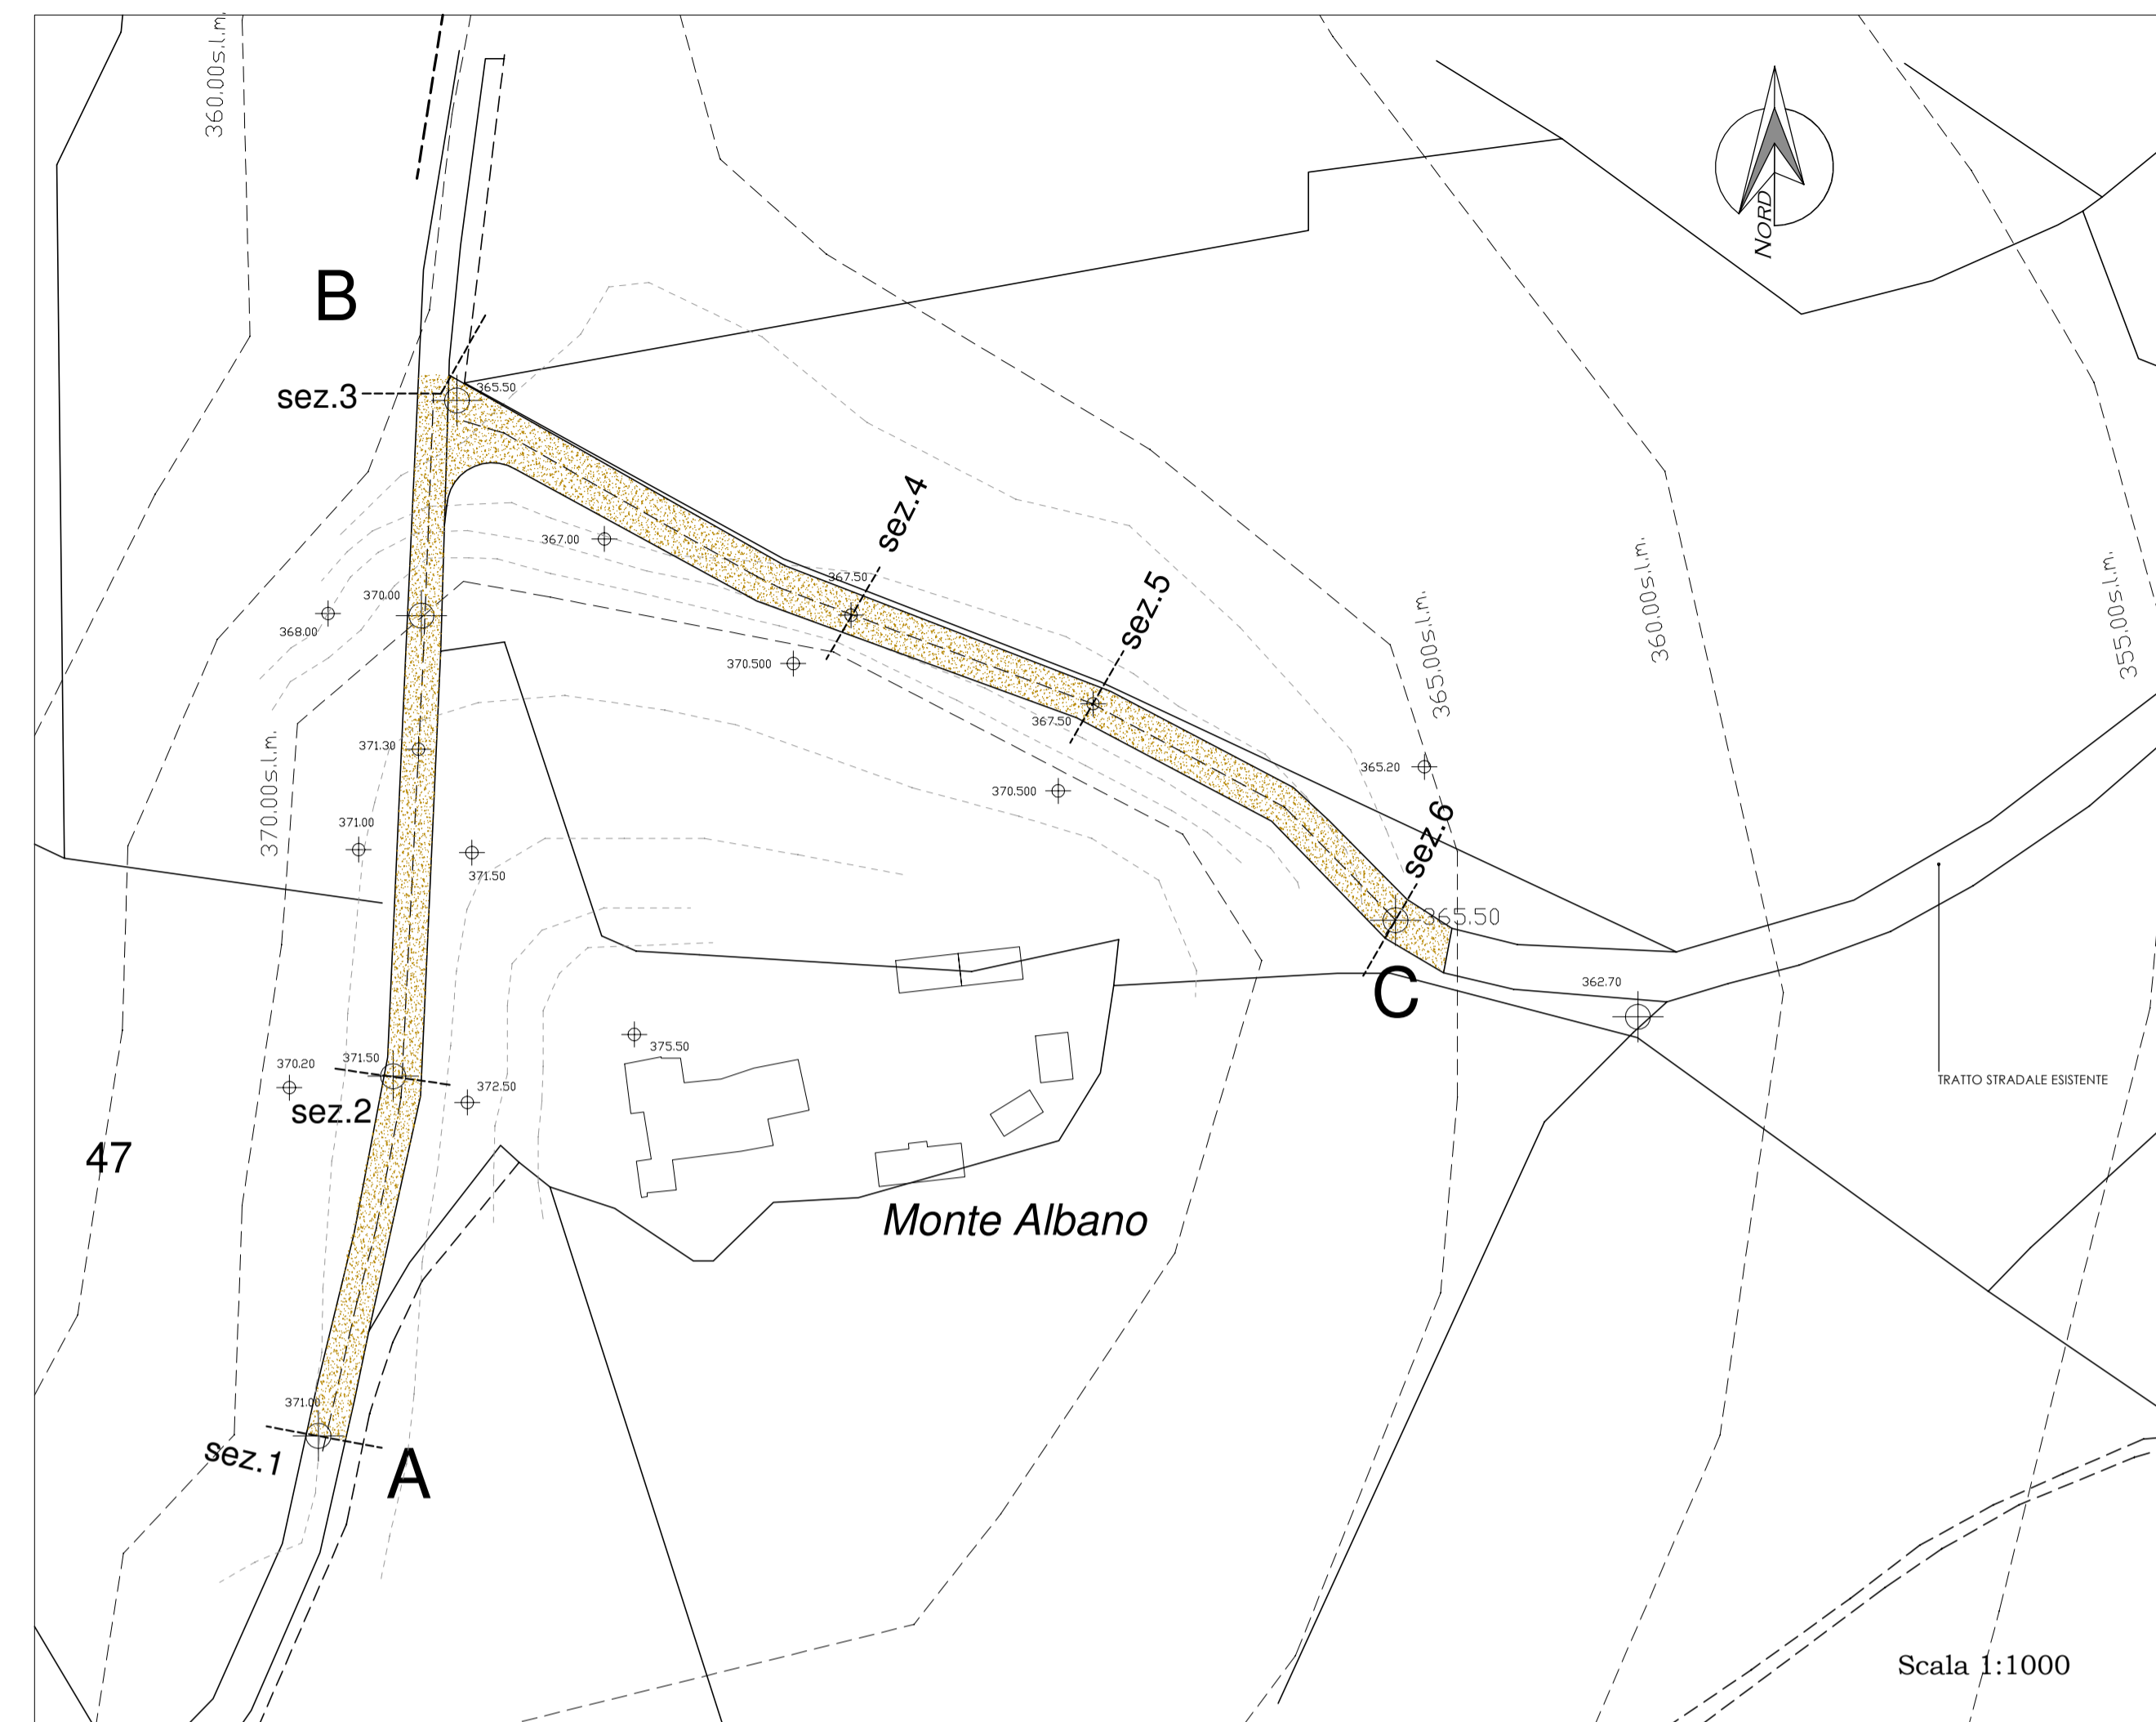 360.00s.l.m.
NORD
B
sez.3
365.50
sez.4
367.00
367.50
370.00
368.00
sez.5
370.500
367.50
365.00s.l.m.
360.00s.l.m.
355.00s.l.m.
371.30
370.00s.l.m.
365.20
370.500
371.00
371.50
sez.6
365.50
C
362.70
375.50
371.50
370.20
372.50
sez.2
TRATTO STRADALE ESISTENTE
47
Monte Albano
371.00
sez.1
A
Scala 1:1000